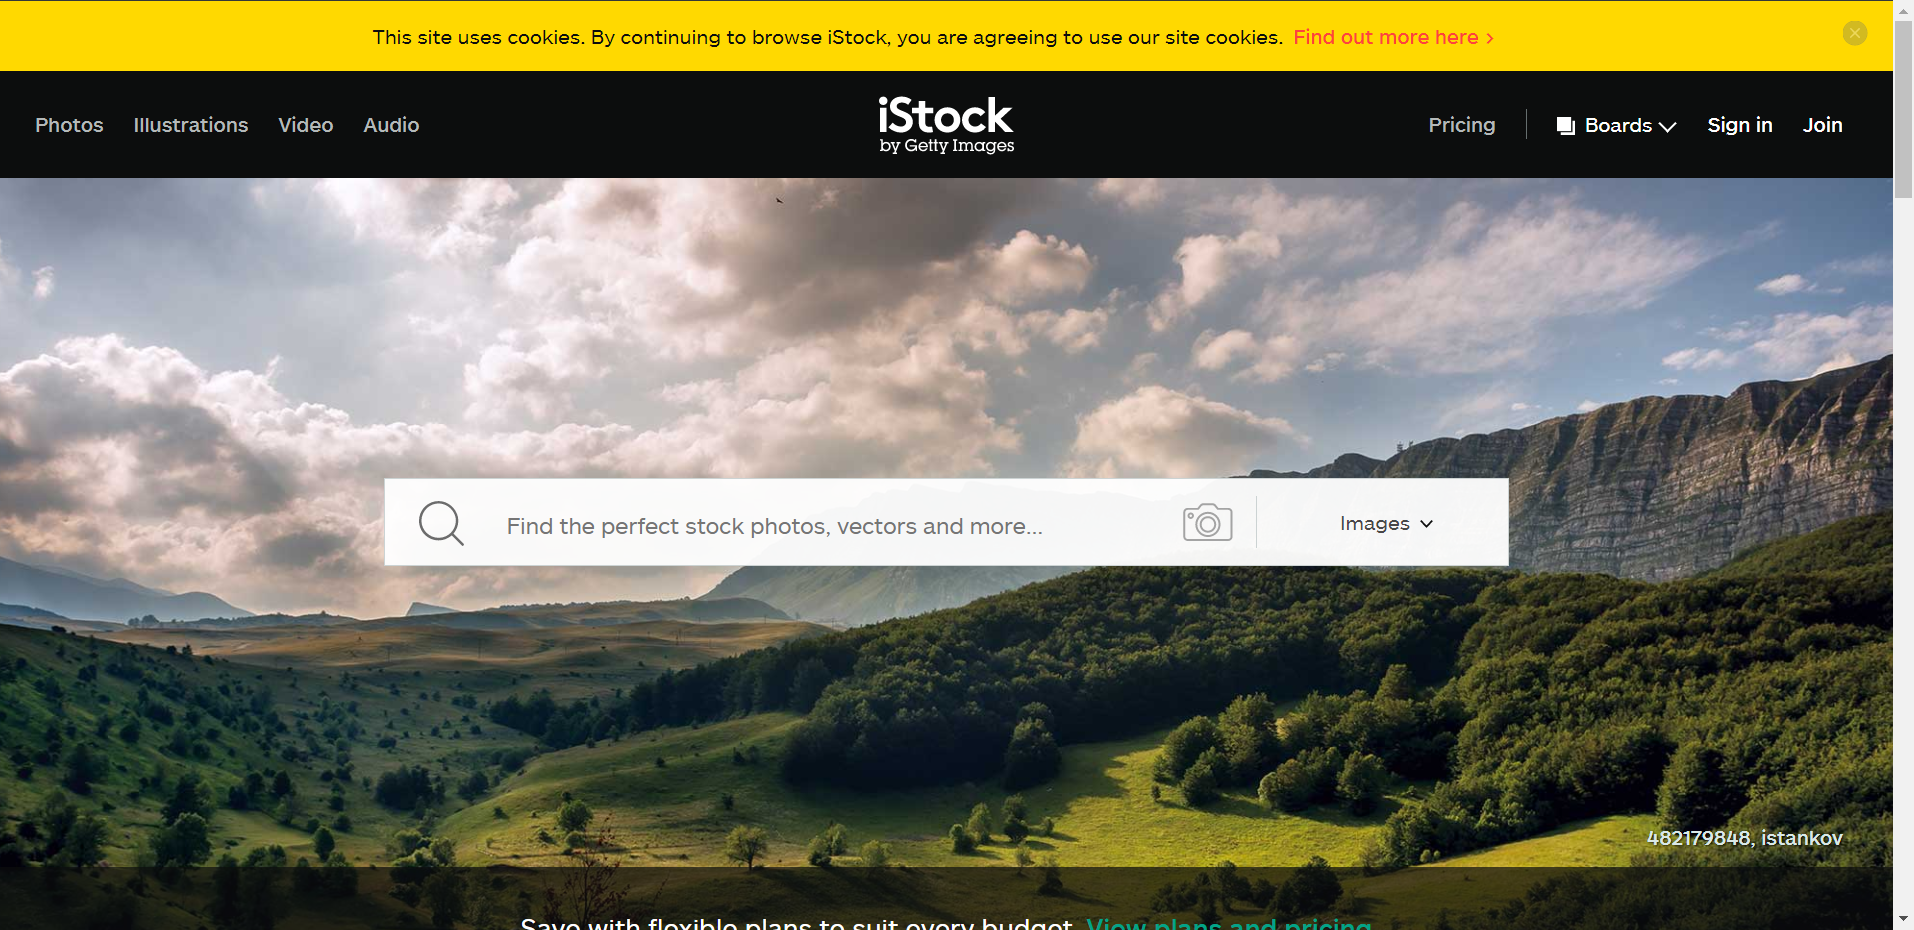 This site uses cookies. By continuing to browse iStock, you are agreeing to use our site cookies. Find out more here ›
Photos Illustrations Video Audio
iStock
by Getty Images
Pricing Boards Sign in Join
Find the perfect stock photos, vectors and more...
Images
482179848, istankov
Save with flexible plans to suit every budget. View plans and pricing